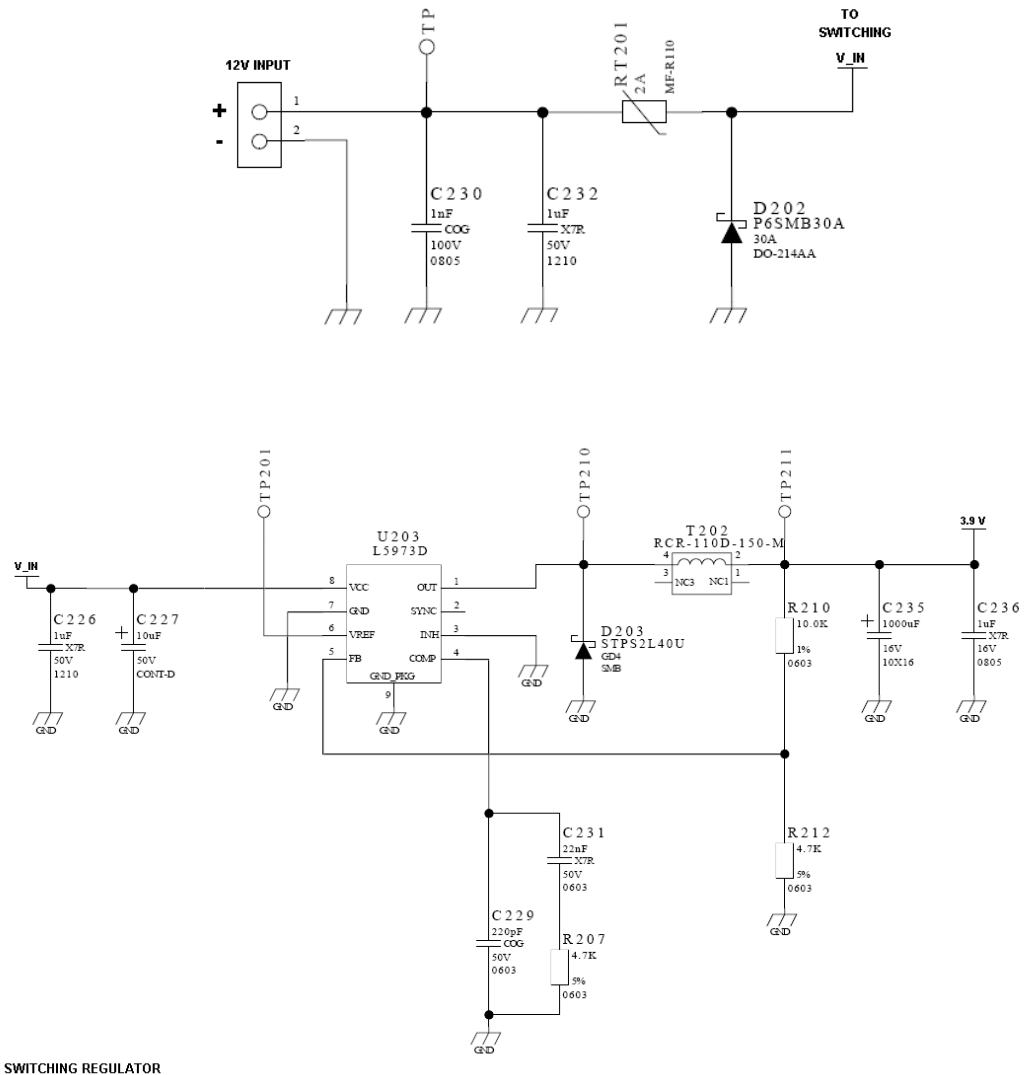 TO
SWITCHING
V_IN
TP
12V INPUT
+
-
1
2
RT201
2A
MF-R110
C230
1nF
COG
100V
0805
C232
1uF
X7R
50V
1210
D202
P6SMB30A
30A
DO-214AA
TP201
TP210
TP211
U203
L5973D
T202
RCR-110D-150-M
3.9 V
V_IN
8
VCC
OUT
1
7
GND
SYNC
2
6
VREF
INH
3
5
FB
COMP
4
GND_PKG
9
4
2
3
NC3
NC1
1
C226
1uF
X7R
50V
1210
C227
+
10uF
50V
CONT-D
D203
STPS2L40U
GD4
SMB
R210
10.0K
1%
0603
C235
+
1000uF
16V
10X16
C236
1uF
X7R
16V
0805
GND
GND
GND
GND
GND
GND
GND
GND
C231
22nF
X7R
50V
0603
R212
4.7K
5%
0603
GND
C229
220pF
COG
50V
0603
R207
4.7K
5%
0603
GND
SWITCHING REGULATOR